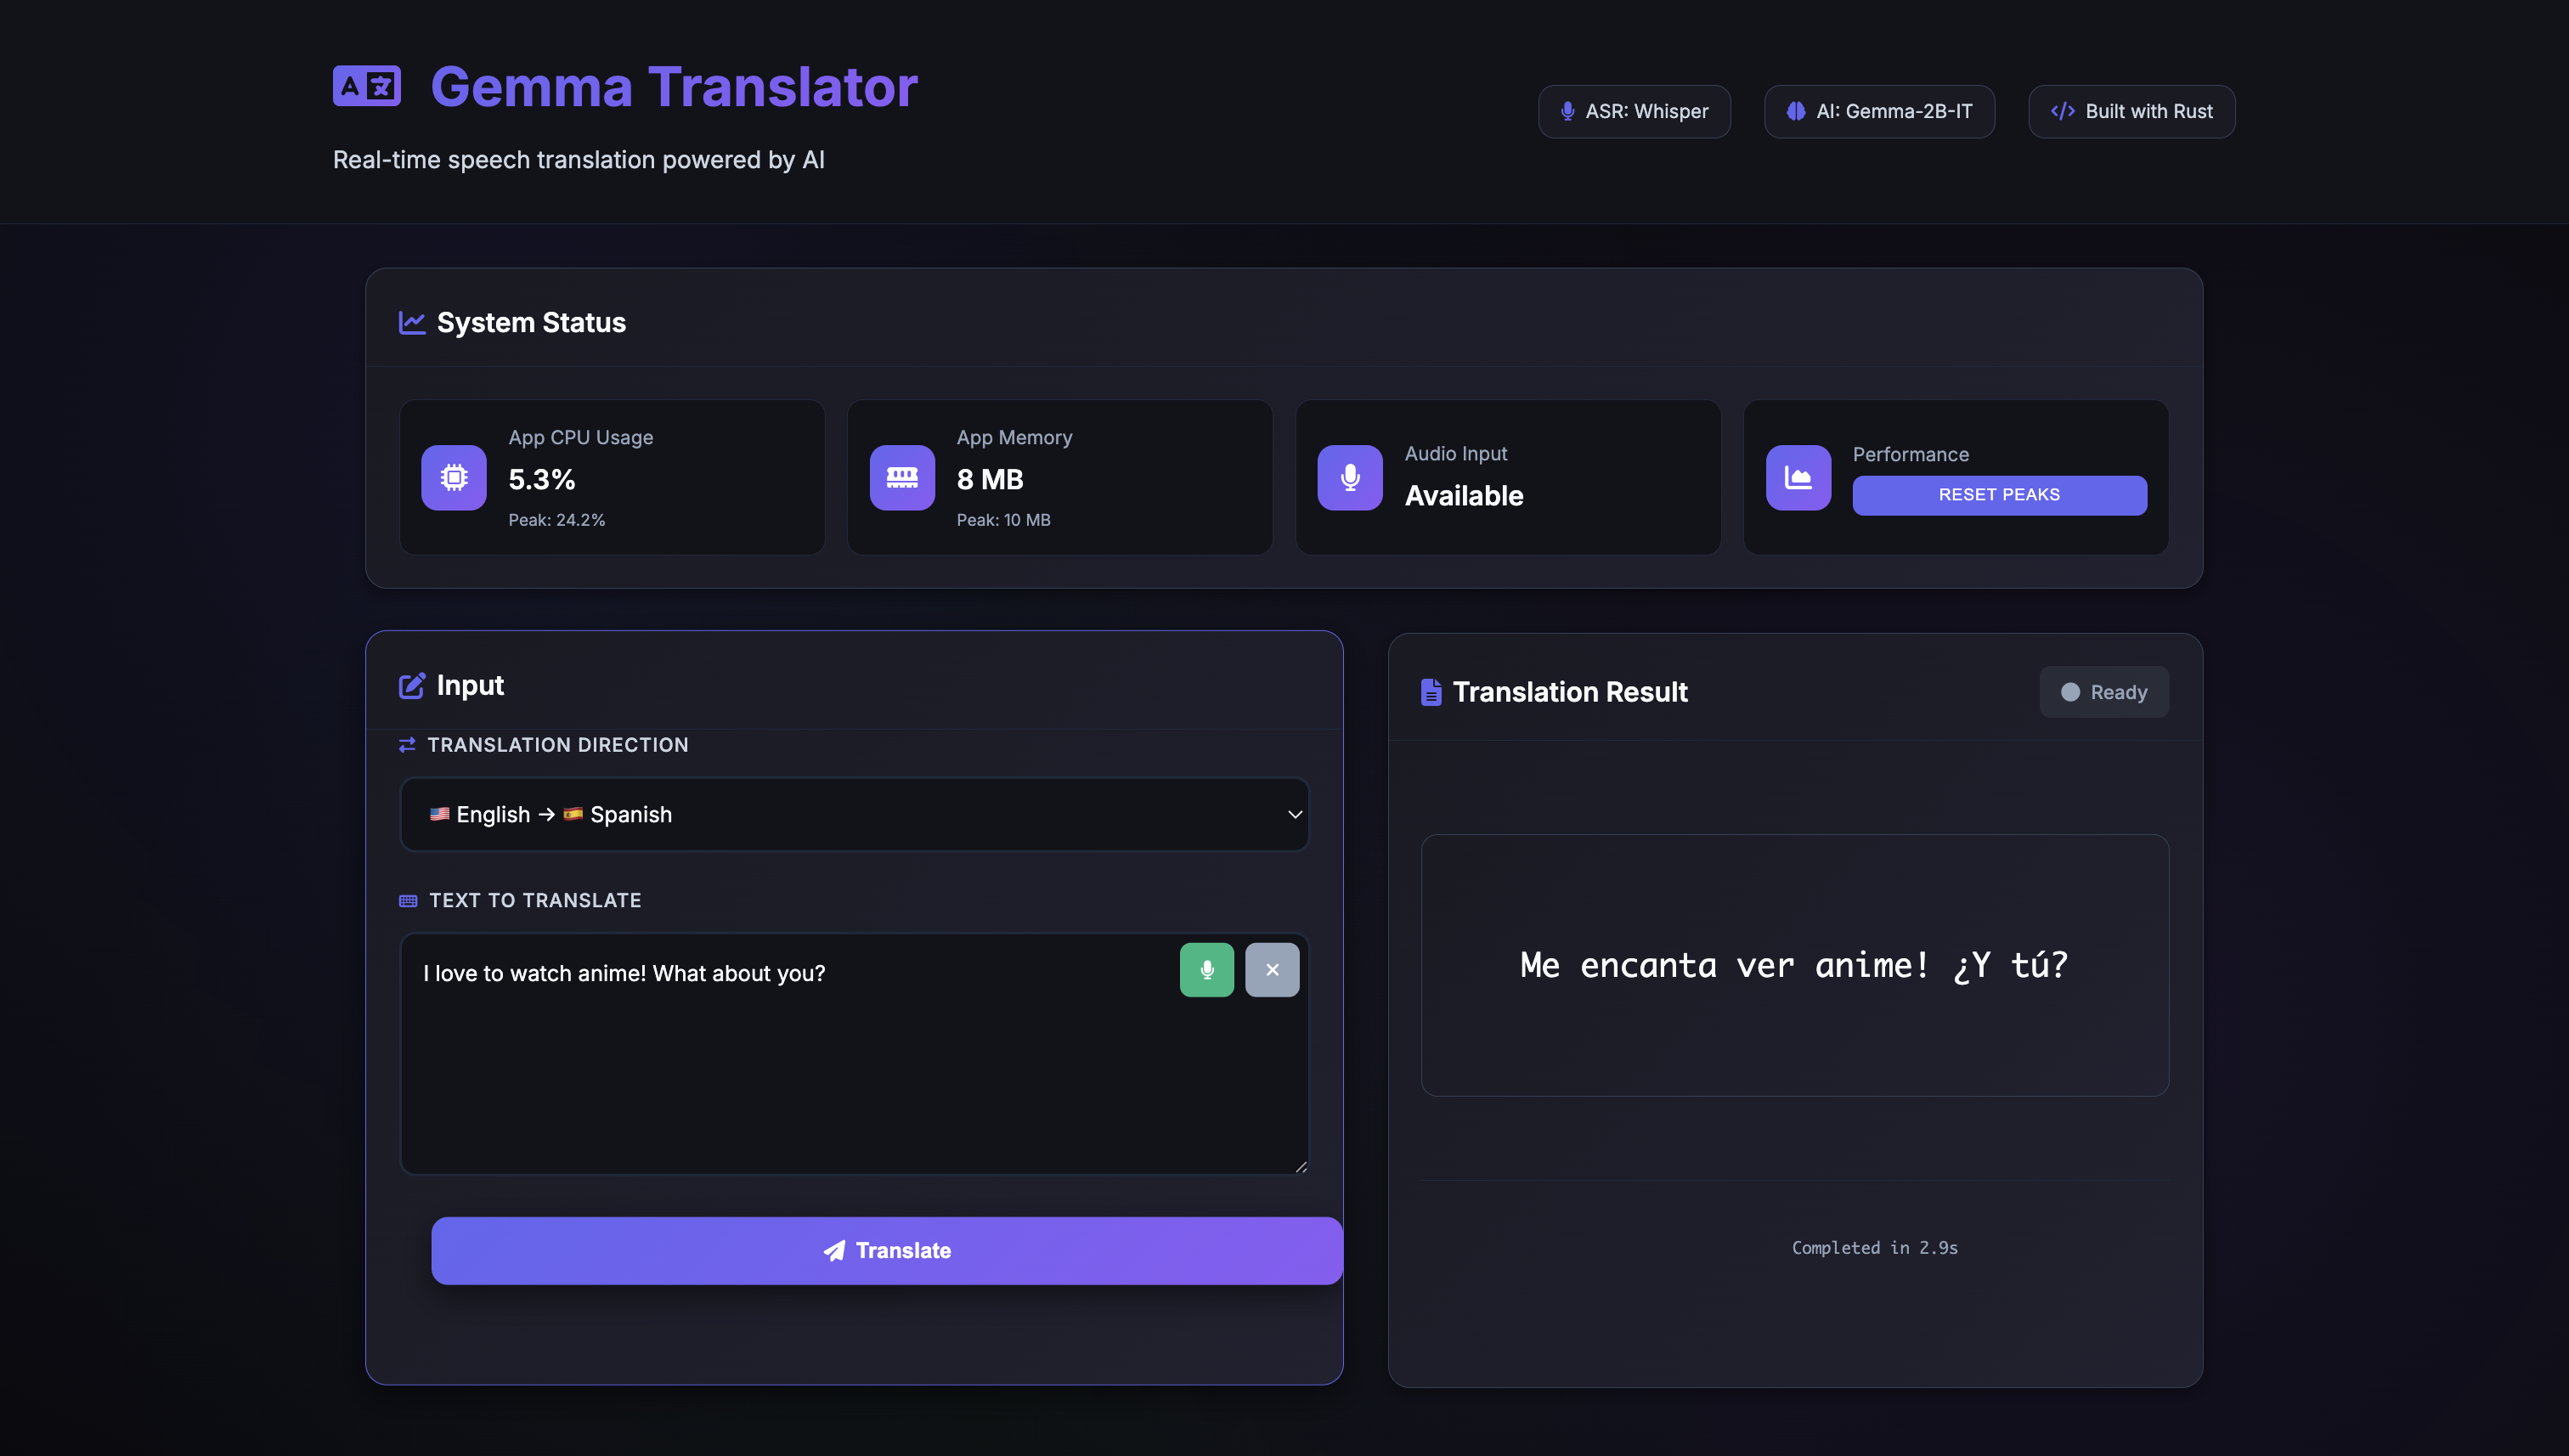 Gemma Translator
Real-time speech translation powered by AI
ASR: Whisper
AI: Gemma-2B-IT
Built with Rust
System Status
App CPU Usage
5.3%
Peak: 24.2%
App Memory
8 MB
Peak: 10 MB
Audio Input
Available
Performance
RESET PEAKS
Input
TRANSLATION DIRECTION
🇺🇸 English → 🇪🇸 Spanish
TEXT TO TRANSLATE
I love to watch anime! What about you?
Translate
Translation Result
Ready
Me encanta ver anime! ¿Y tú?
Completed in 2.9s